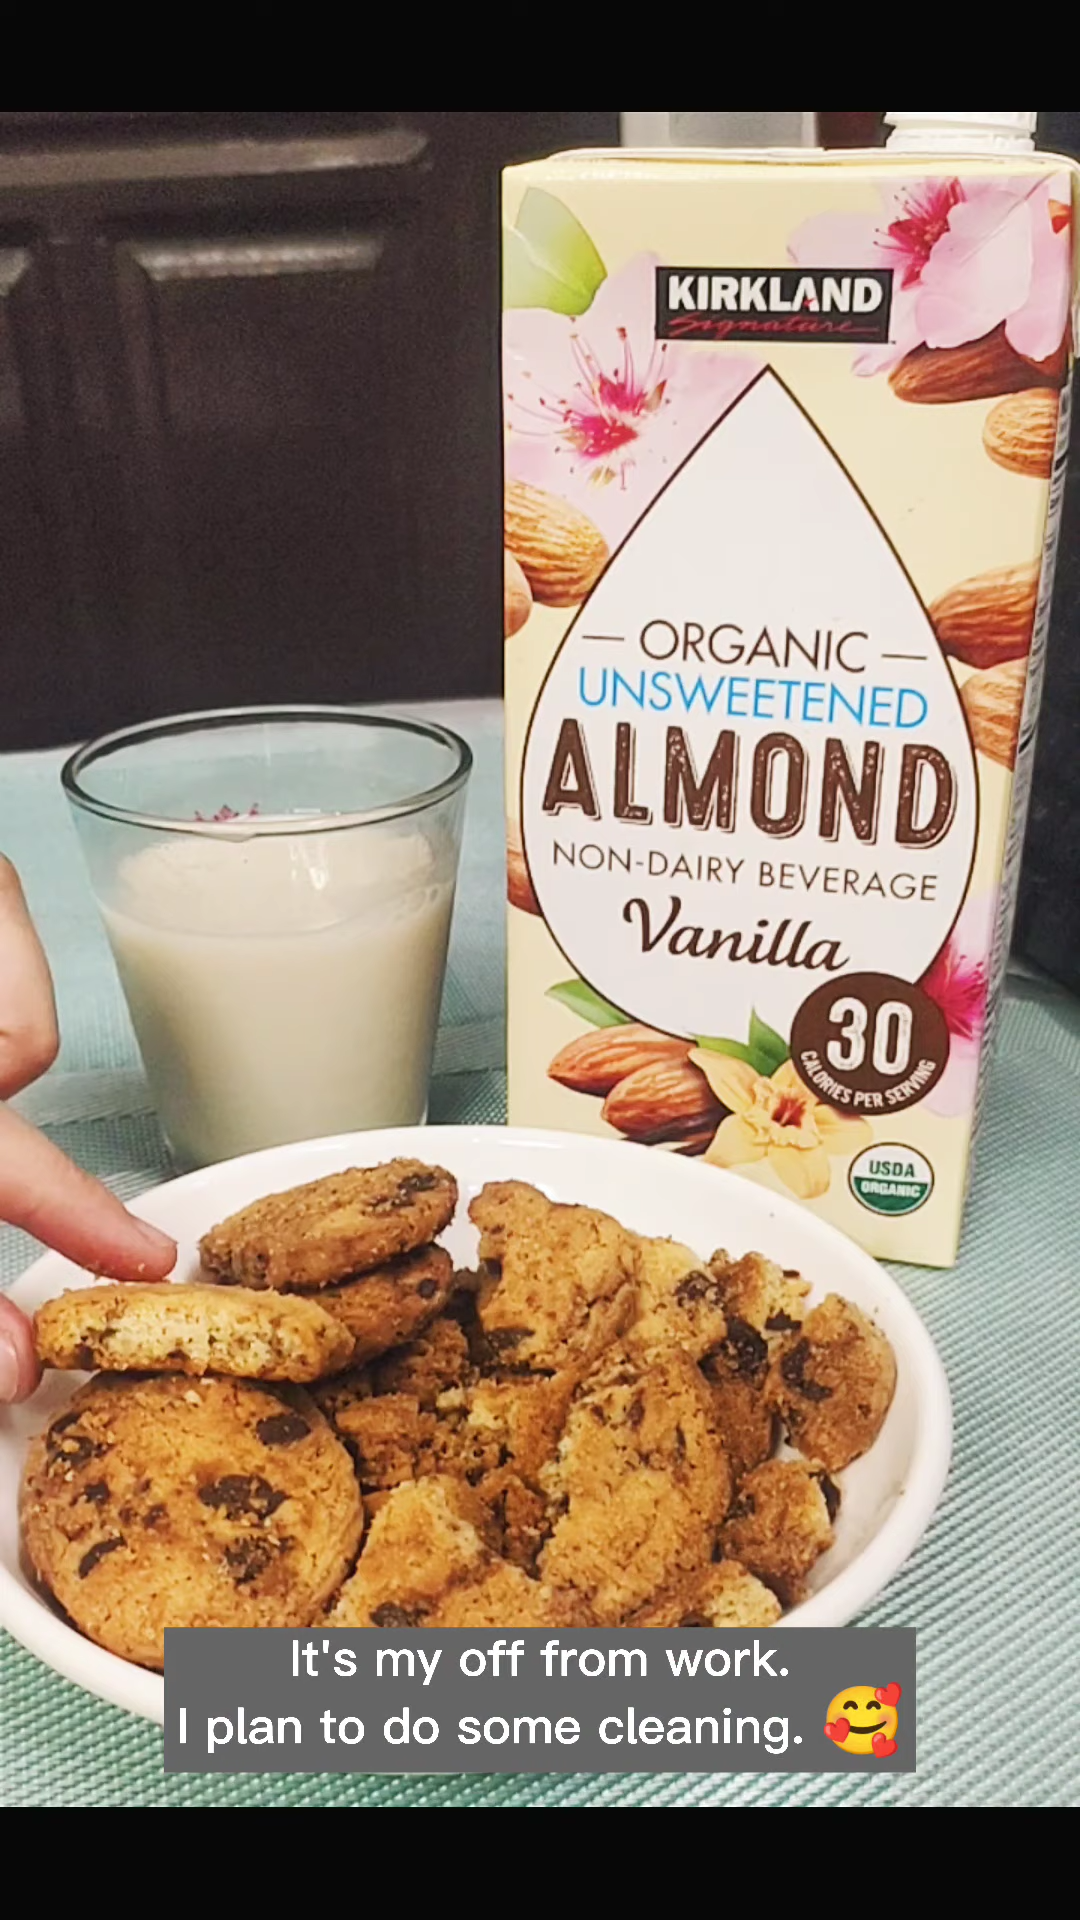 KIRKLAND
Signature
— ORGANIC —
UNSWEETENED
ALMOND
NON-DAIRY BEVERAGE
Vanilla
30
CALORIES PER SERVING
USDA
ORGANIC
It's my off from work.
I plan to do some cleaning. 🥰